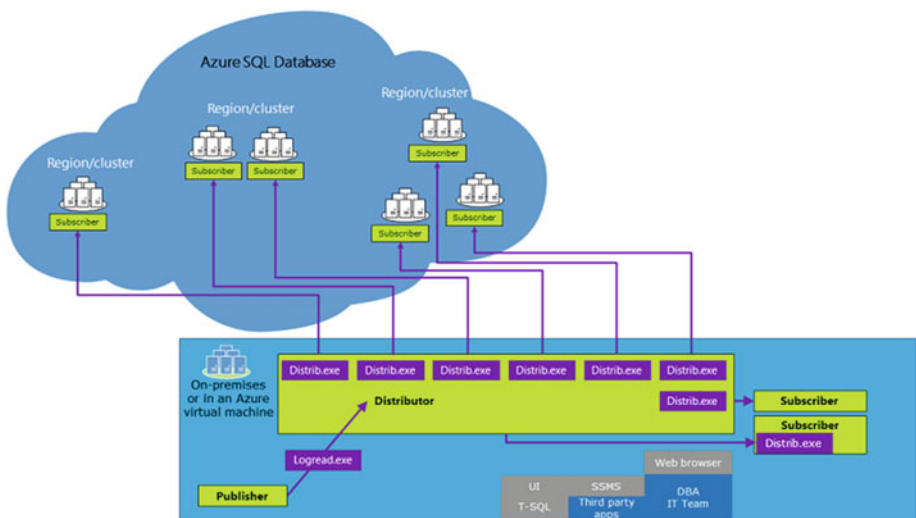 Azure SQL Database
Region/cluster
Region/cluster
Region/cluster
Subscriber
Subscriber
Subscriber
Subscriber
Subscriber
Subscriber
Distrib.exe
Distrib.exe
Distrib.exe
Distrib.exe
Distrib.exe
Distrib.exe
On-premises
or in an Azure
virtual machine
Distributor
Distrib.exe
Subscriber
Subscriber
Distrib.exe
Logread.exe
Publisher
Web browser
UI
T-SQL
SSMS
Third party
apps
DBA
IT Team